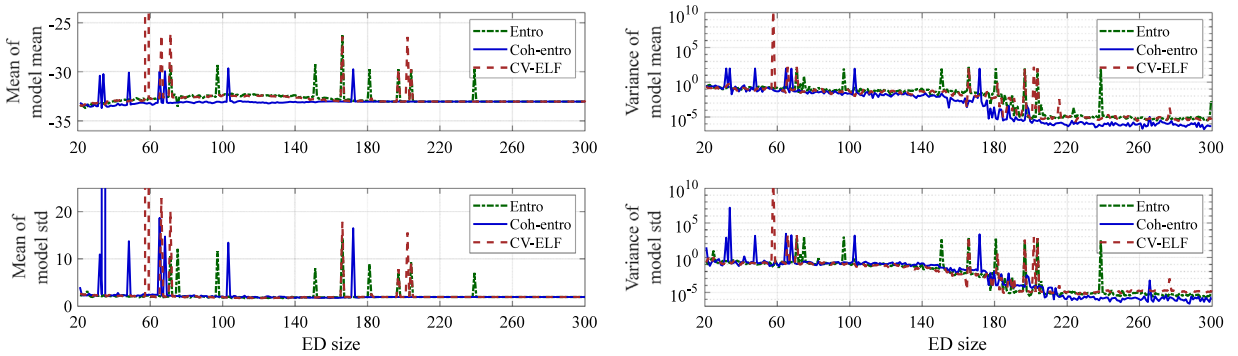 Mean of
model mean
-25
-30
-35
20 60 100 140 180 220 260 300
Entro
Coh-entro
CV-ELF
Variance of
model mean
10^10
10^5
10^0
10^-5
20 60 100 140 180 220 260 300
Entro
Coh-entro
CV-ELF
Mean of
model std
20
10
0
20 60 100 140 180 220 260 300
ED size
Entro
Coh-entro
CV-ELF
Variance of
model std
10^10
10^5
10^0
10^-5
20 60 100 140 180 220 260 300
ED size
Entro
Coh-entro
CV-ELF